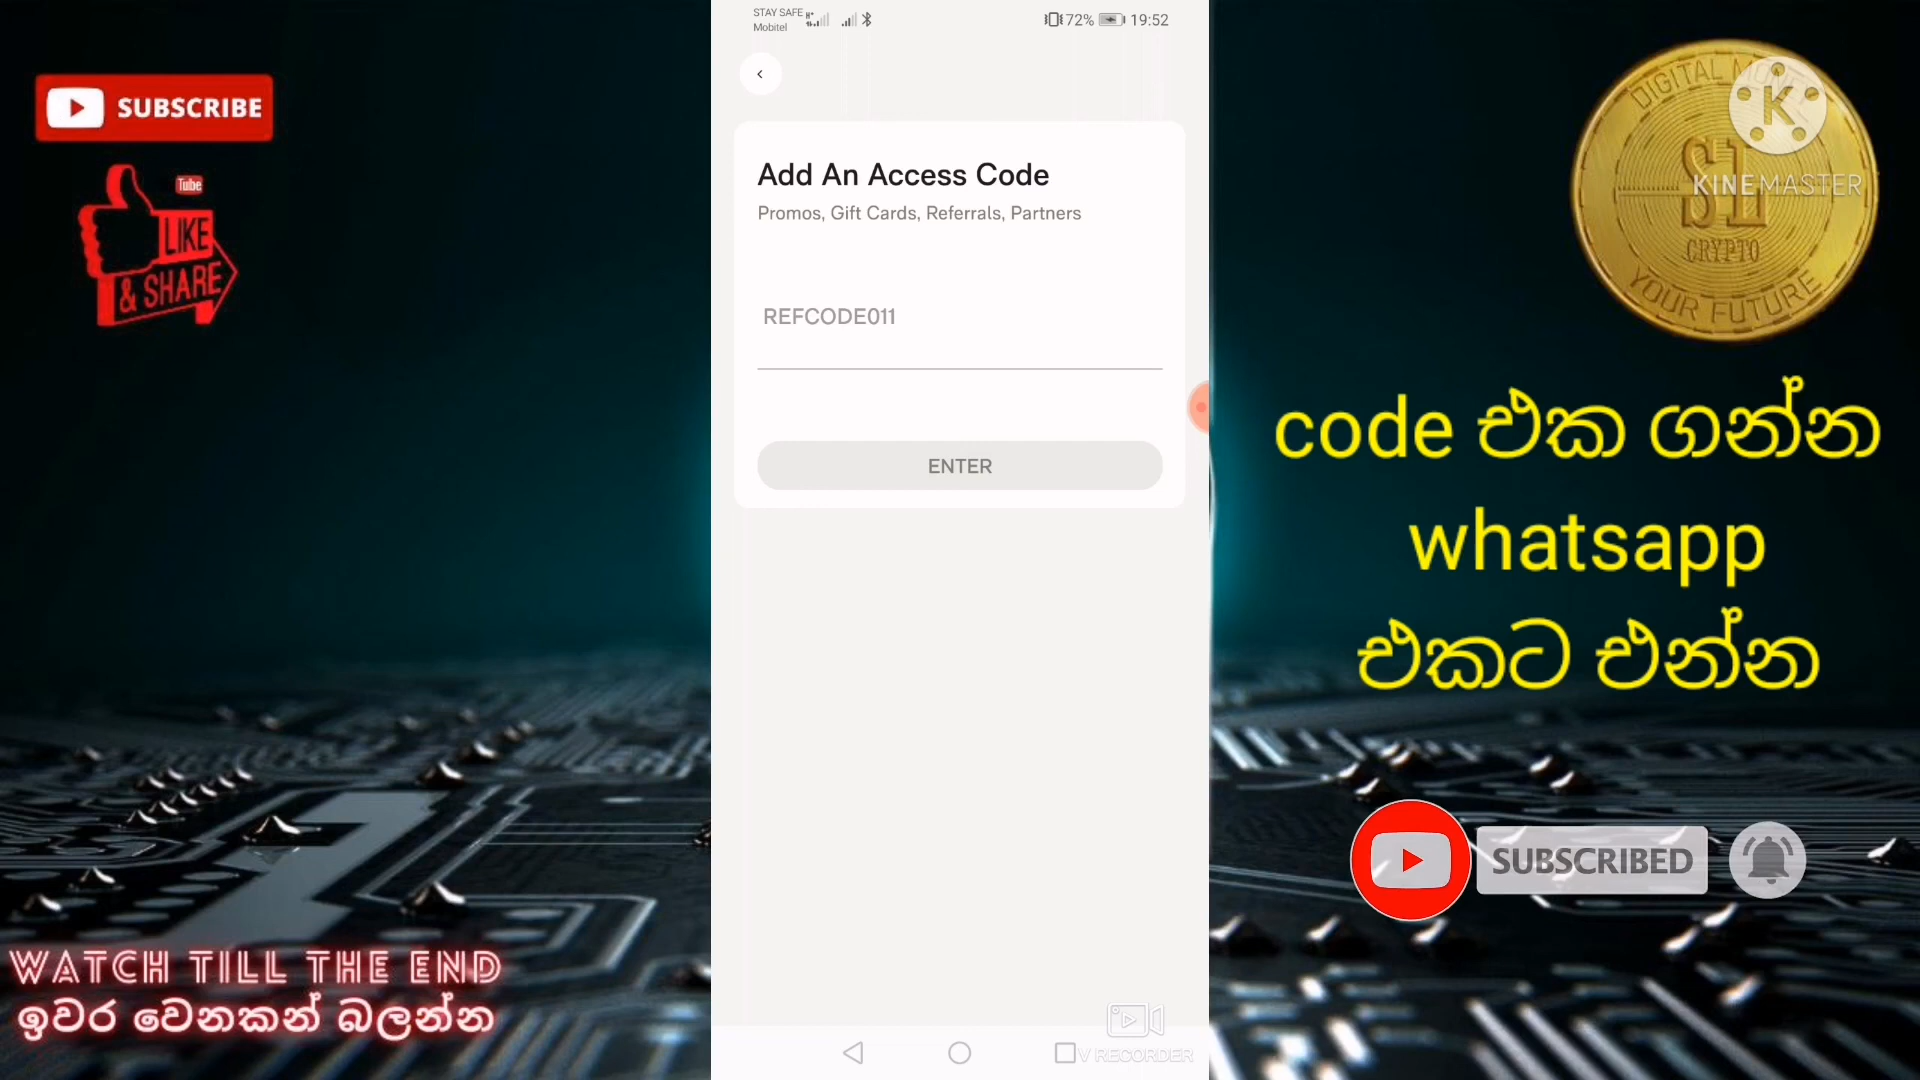 SUBSCRIBE
Tube
LIKE
& SHARE
WATCH TILL THE END
ඉවර වෙනකන් බලන්න
STAY SAFE
Mobitel
72% 19:52
Add An Access Code
Promos, Gift Cards, Referrals, Partners
REFCODE011
ENTER
V RECORDER
DIGITAL MONEY
K
KINEMASTER
SL
CRYPTO
YOUR FUTURE
code එක ගන්න
whatsapp
එකට එන්න
SUBSCRIBED